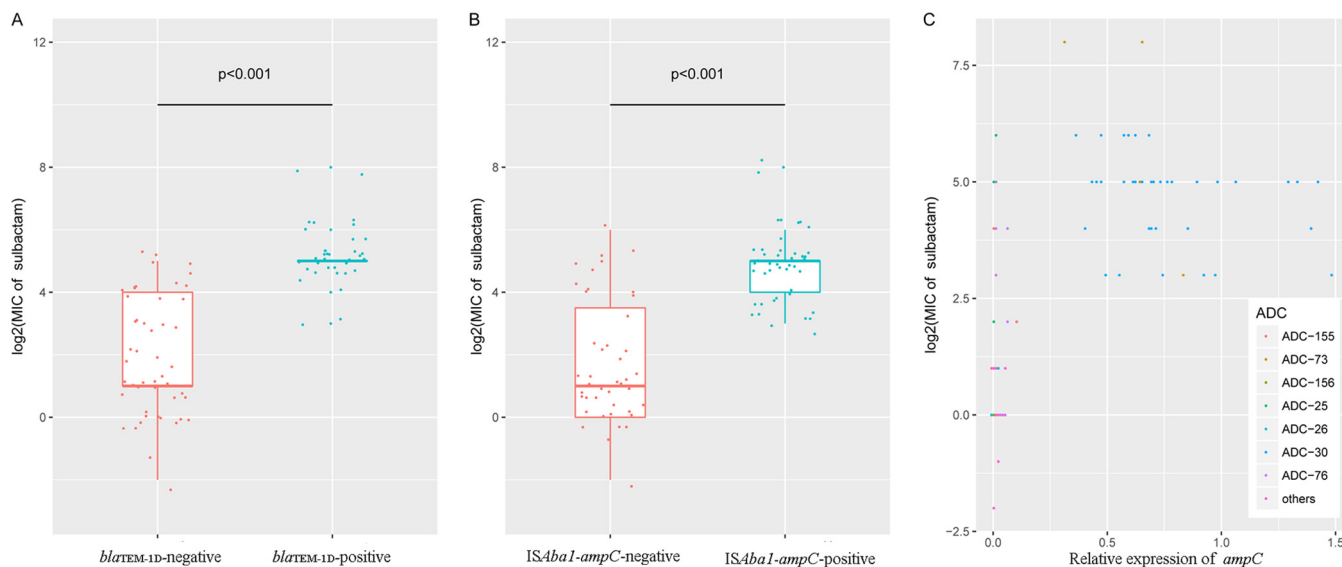 A
12
8
4
0
log2(MIC of sulbactam)
p<0.001
blaTEM-1D-negative
blaTEM-1D-positive
B
12
8
4
0
log2(MIC of sulbactam)
p<0.001
ISAba1-ampC-negative
ISAba1-ampC-positive
C
7.5
5.0
2.5
0.0
−2.5
log2(MIC of sulbactam)
0.0 0.5 1.0 1.5
Relative expression of ampC
ADC
ADC−155
ADC−73
ADC−156
ADC−25
ADC−26
ADC−30
ADC−76
others